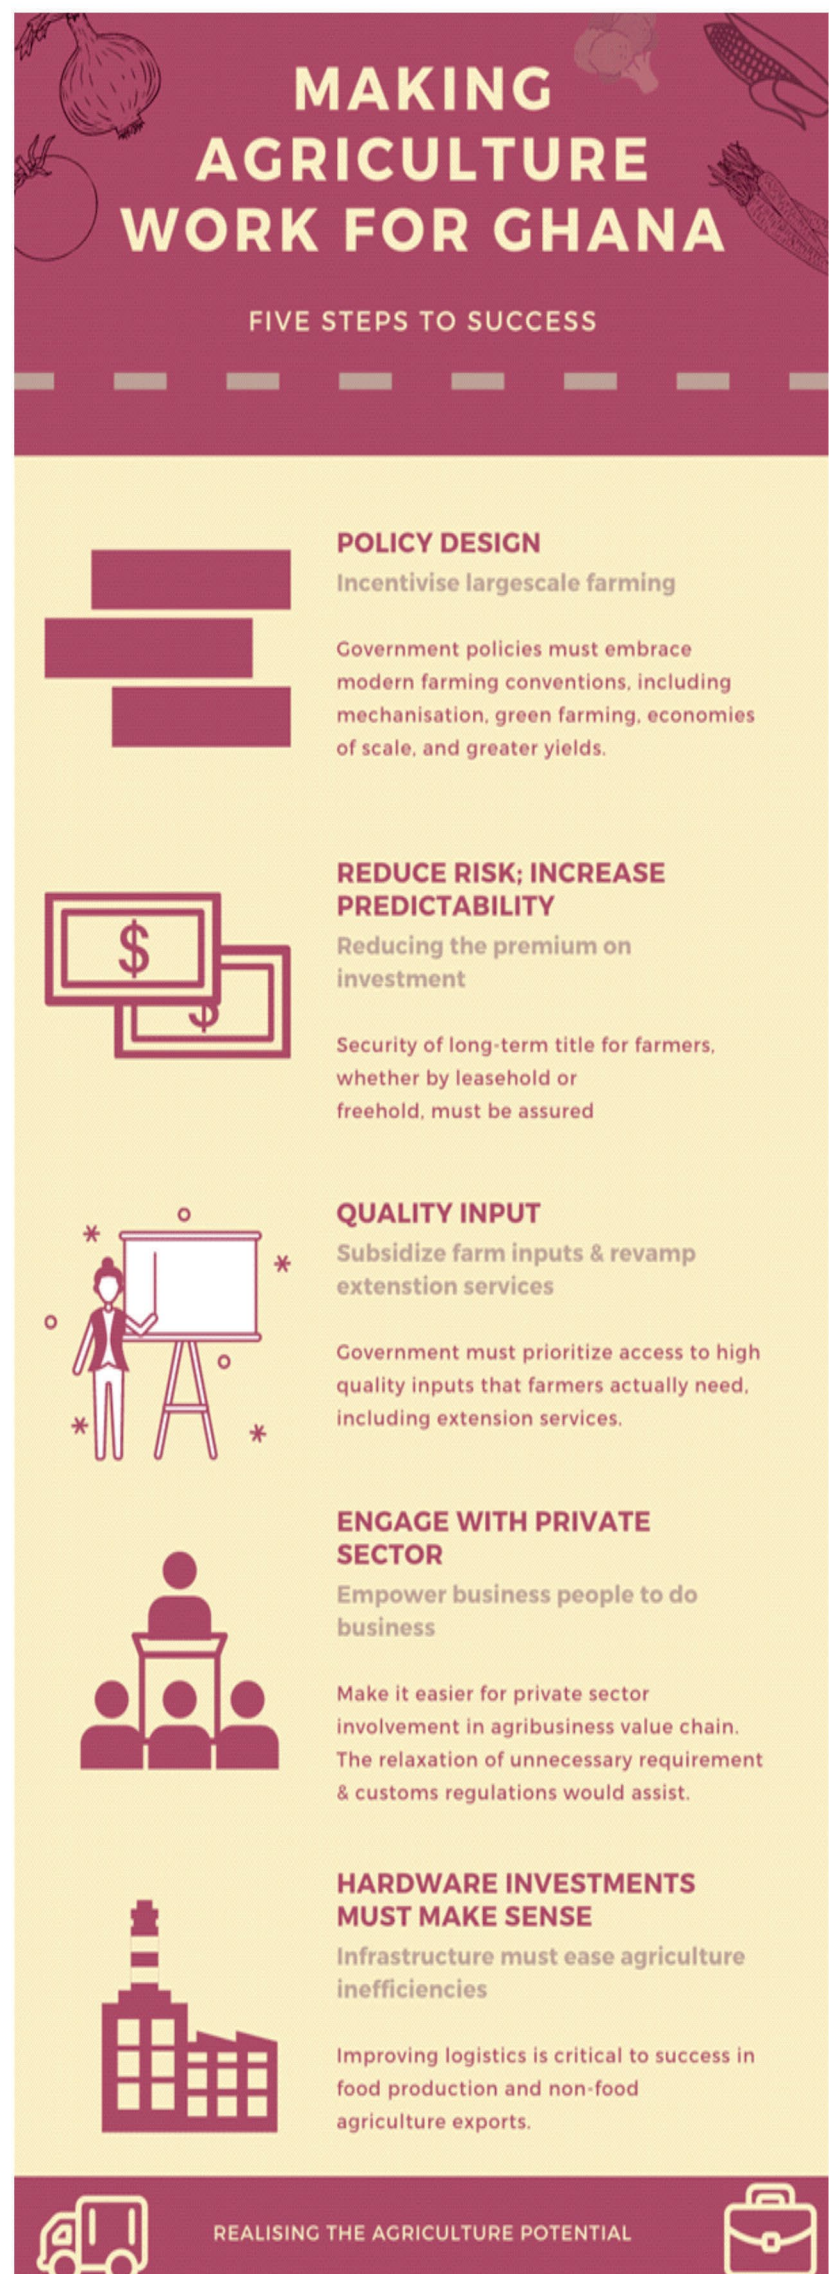 MAKING
AGRICULTURE
WORK FOR GHANA
FIVE STEPS TO SUCCESS
POLICY DESIGN
Incentivise largescale farming
Government policies must embrace
modern farming conventions, including
mechanisation, green farming, economies
of scale, and greater yields.
REDUCE RISK; INCREASE
PREDICTABILITY
Reducing the premium on
investment
$
$
Security of long-term title for farmers,
whether by leasehold or
freehold, must be assured
QUALITY INPUT
Subsidize farm inputs & revamp
extenstion services
Government must prioritize access to high
quality inputs that farmers actually need,
including extension services.
ENGAGE WITH PRIVATE
SECTOR
Empower business people to do
business
Make it easier for private sector
involvement in agribusiness value chain.
The relaxation of unnecessary requirement
& customs regulations would assist.
HARDWARE INVESTMENTS
MUST MAKE SENSE
Infrastructure must ease agriculture
inefficiencies
Improving logistics is critical to success in
food production and non-food
agriculture exports.
REALISING THE AGRICULTURE POTENTIAL